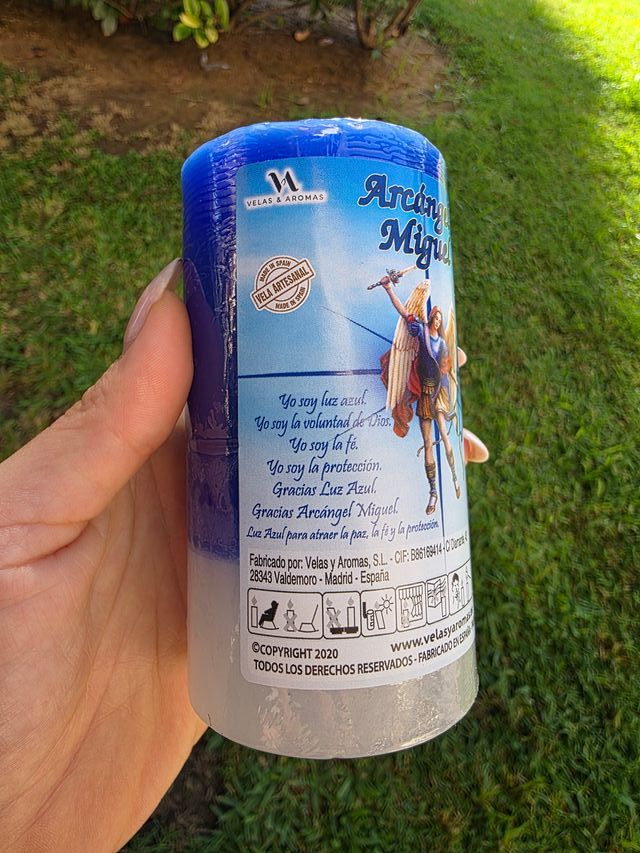 VELAS & AROMAS
Arcánge
Miguel
MADE IN SPAIN
VELA ARTESANAL
MADE IN SPAIN
Yo soy luz azul.
Yo soy la voluntad de Dios.
Yo soy la fé.
Yo soy la protección.
Gracias Luz Azul.
Gracias Arcángel Miguel.
Luz Azul para atraer la paz, la fé y la protección.
Fabricado por: Velas y Aromas, S.L. - CIF: B86169414 - C/
28343 Valdemoro - Madrid - España
©COPYRIGHT 2020
www.velasyaromas
TODOS LOS DERECHOS RESERVADOS - FABRICADO EN ESPAÑA